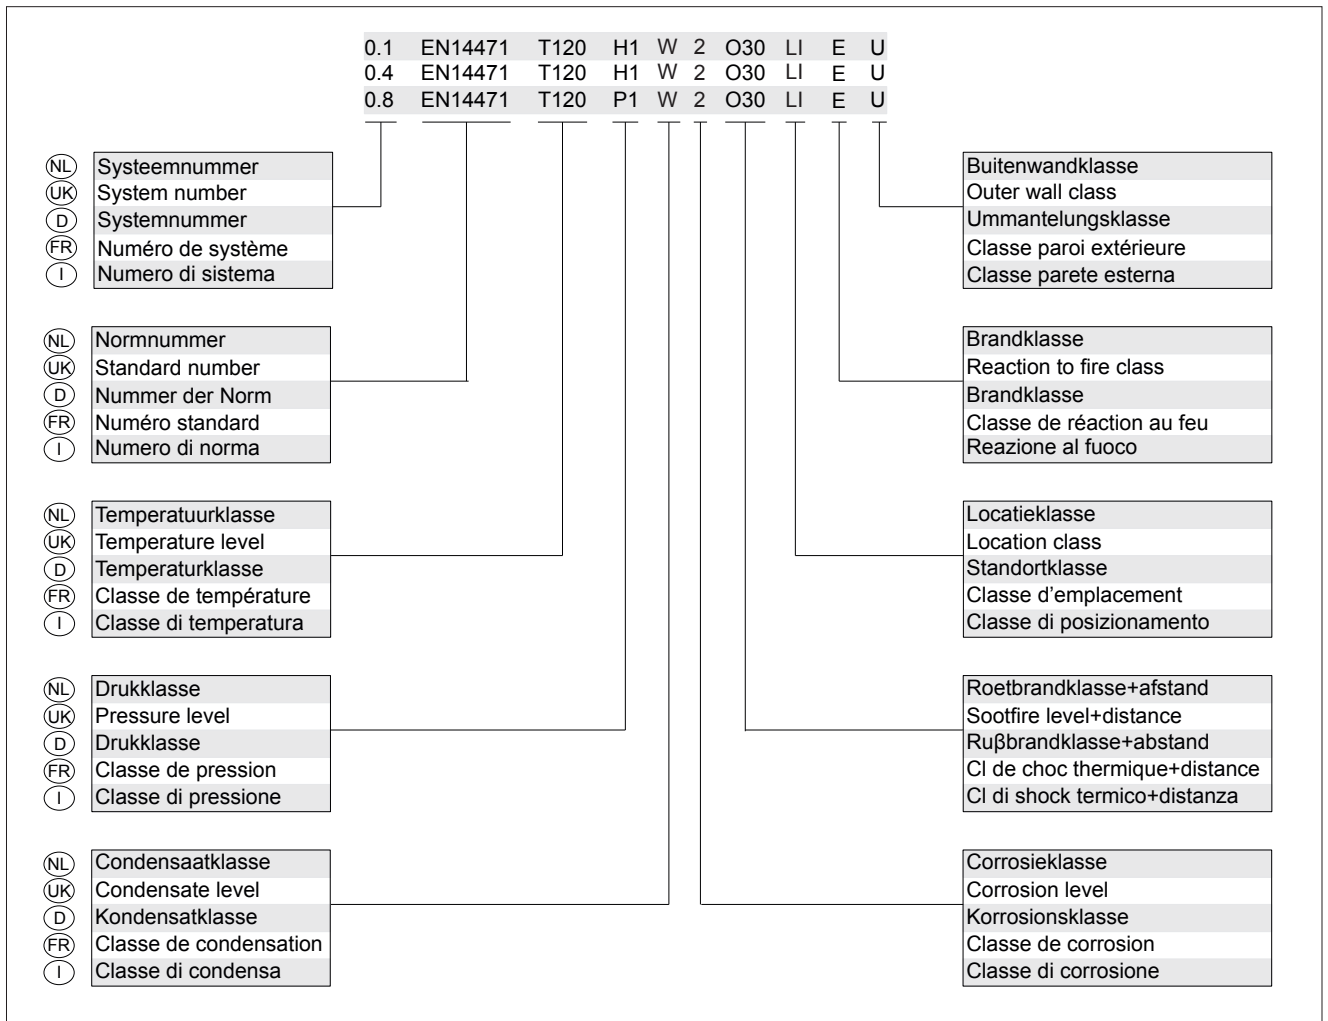 0.1 EN14471 T120 H1 W 2 O30 LI E U
0.4 EN14471 T120 H1 W 2 O30 LI E U
0.8 EN14471 T120 P1 W 2 O30 LI E U
NL Systeemnummer
UK System number
D Systemnummer
FR Numéro de système
I Numero di sistema
Buitenwandklasse
Outer wall class
Ummantelungsklasse
Classe paroi extérieure
Classe parete esterna
NL Normnummer
UK Standard number
D Nummer der Norm
FR Numéro standard
I Numero di norma
Brandklasse
Reaction to fire class
Brandklasse
Classe de réaction au feu
Reazione al fuoco
NL Temperatuurklasse
UK Temperature level
D Temperaturklasse
FR Classe de température
I Classe di temperatura
Locatieklasse
Location class
Standortklasse
Classe d'emplacement
Classe di posizionamento
NL Drukklasse
UK Pressure level
D Drukklasse
FR Classe de pression
I Classe di pressione
Roetbrandklasse+afstand
Sootfire level+distance
Ruβbrandklasse+abstand
Cl de choc thermique+distance
Cl di shock termico+distanza
NL Condensaatklasse
UK Condensate level
D Kondensatklasse
FR Classe de condensation
I Classe di condensa
Corrosieklasse
Corrosion level
Korrosionsklasse
Classe de corrosion
Classe di corrosione